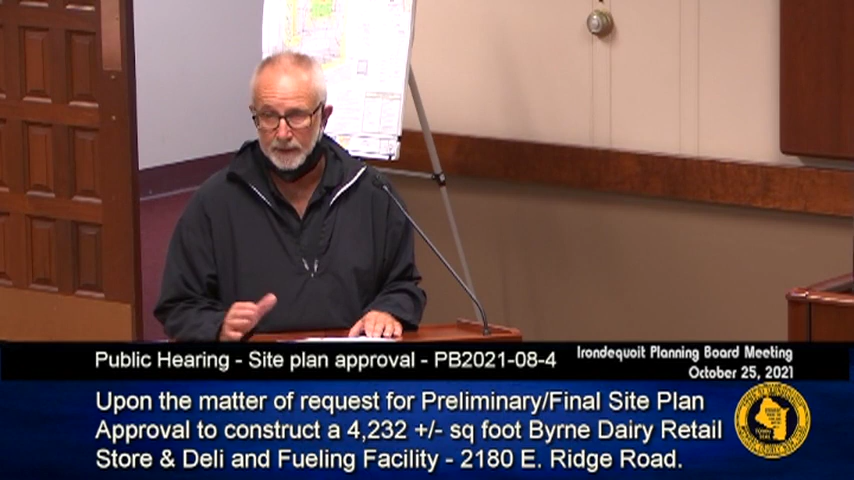 Public Hearing - Site plan approval - PB2021-08-4
Irondequoit Planning Board Meeting
October 25, 2021
Upon the matter of request for Preliminary/Final Site Plan
Approval to construct a 4,232 +/- sq foot Byrne Dairy Retail
Store & Deli and Fueling Facility - 2180 E. Ridge Road.